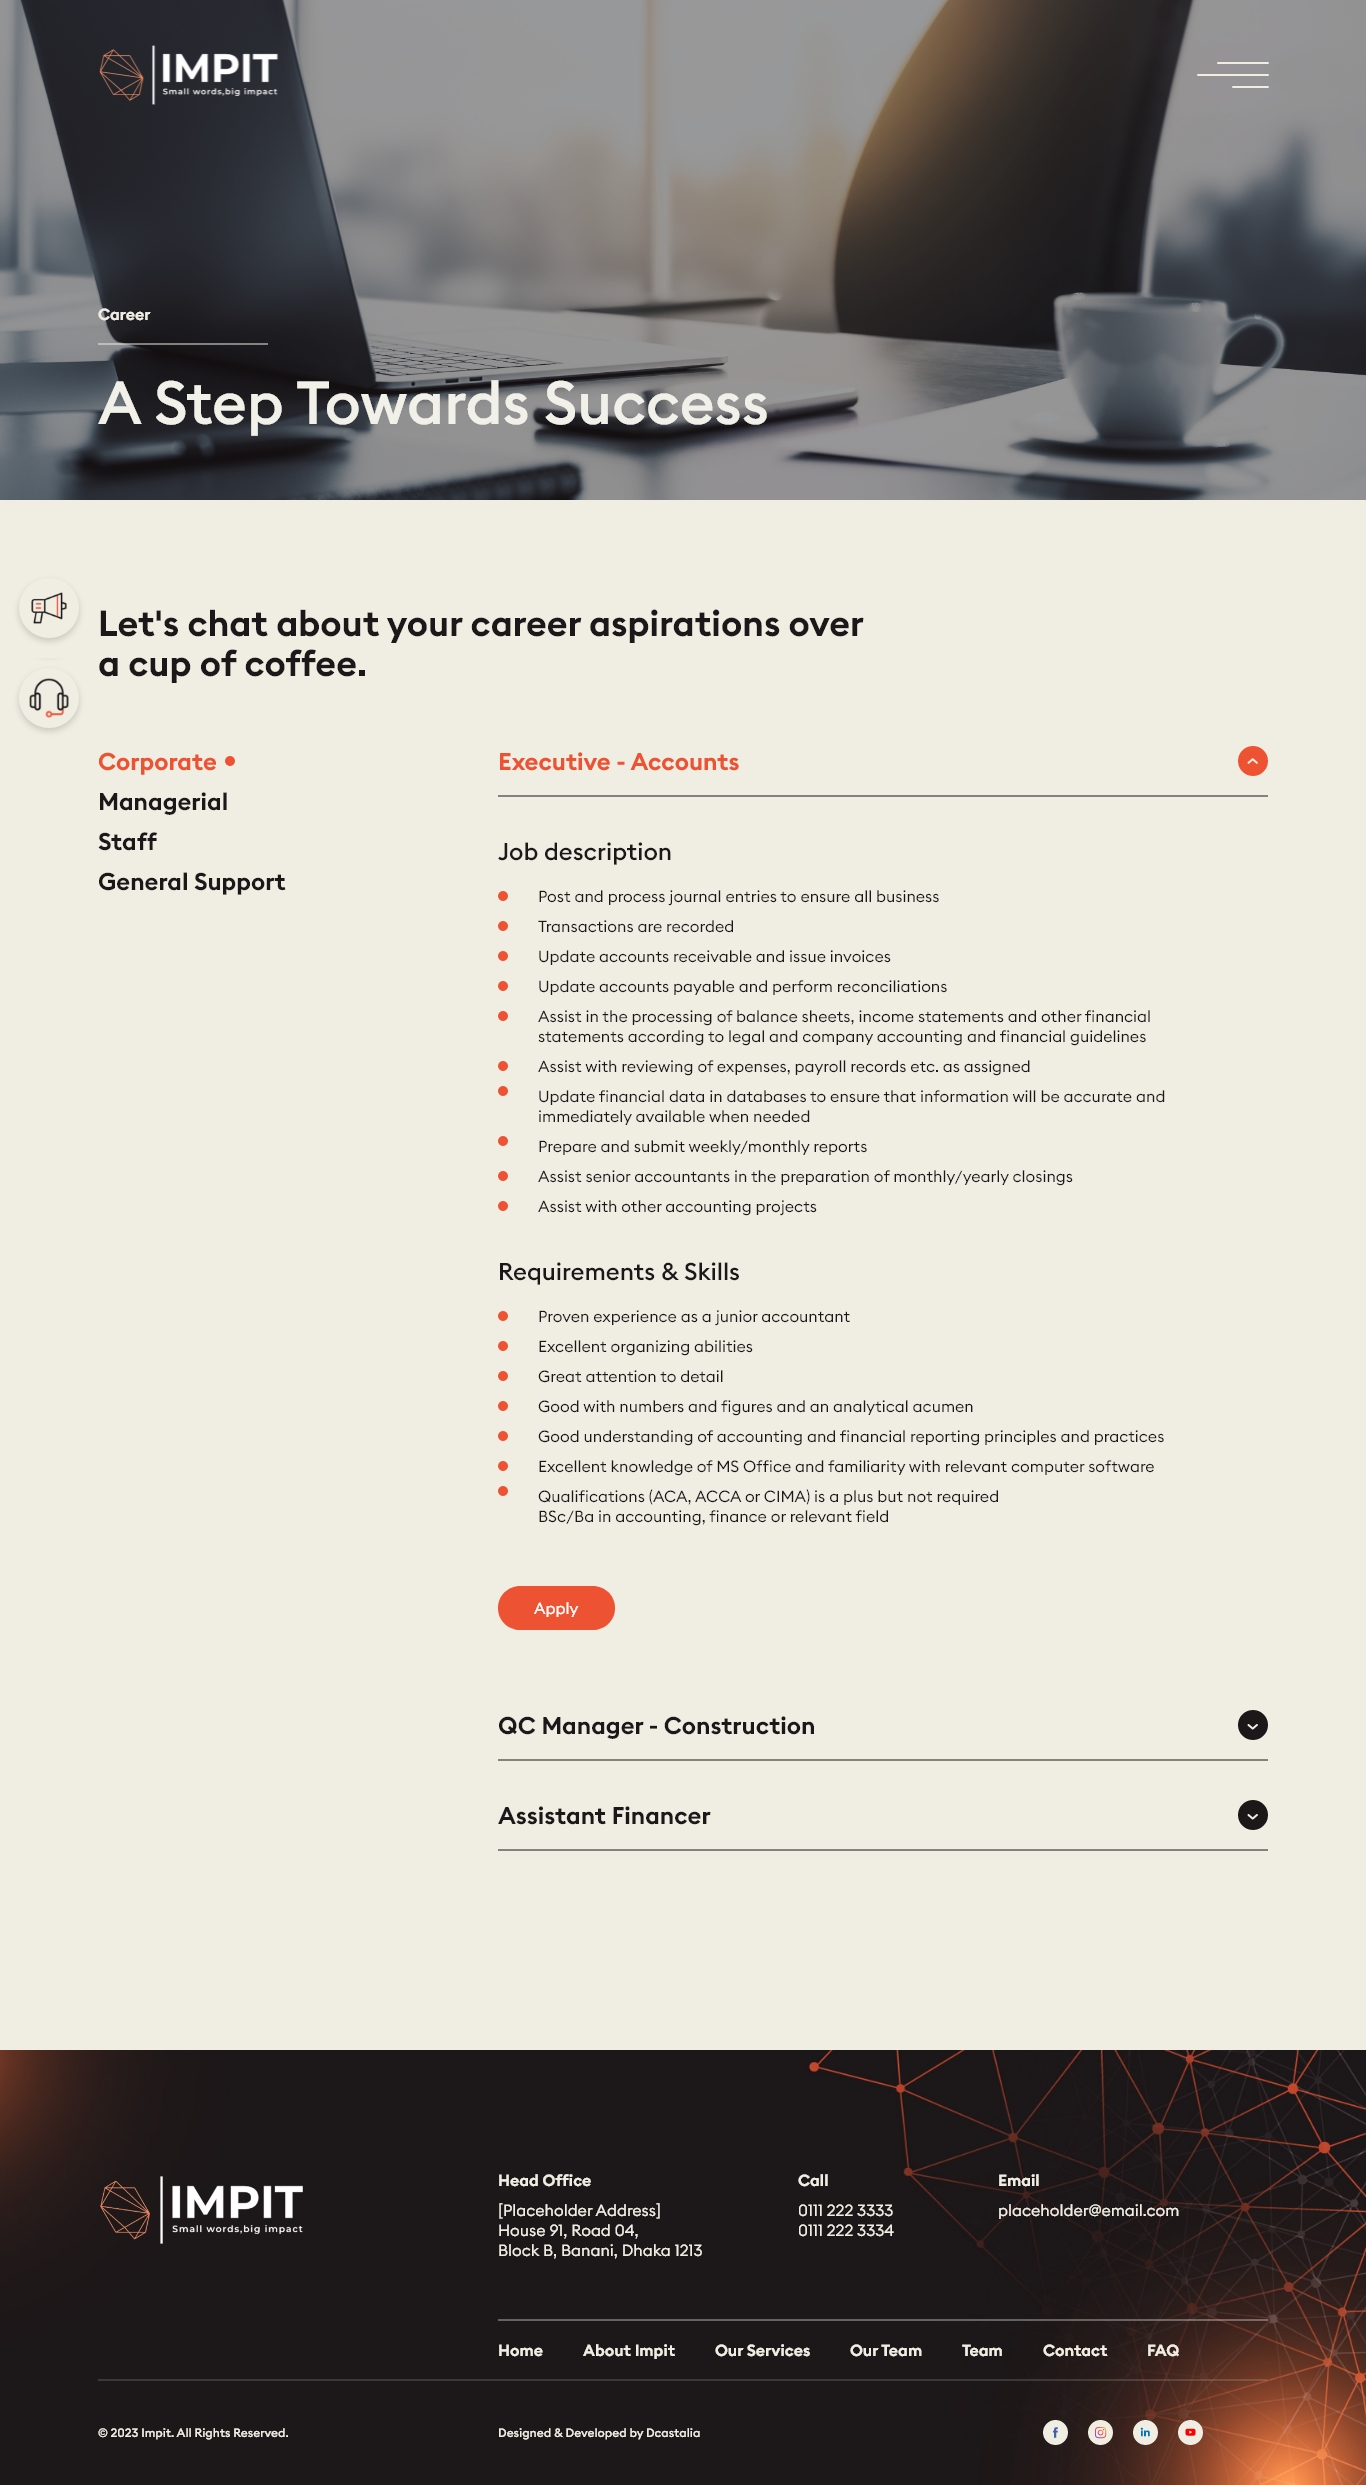 IMPIT
Small words,big impact
Career
A Step Towards Success
Let's chat about your career aspirations over
a cup of coffee.
Corporate
Managerial
Staff
General Support
Executive - Accounts
Job description
Post and process journal entries to ensure all business
Transactions are recorded
Update accounts receivable and issue invoices
Update accounts payable and perform reconciliations
Assist in the processing of balance sheets, income statements and other financial
statements according to legal and company accounting and financial guidelines
Assist with reviewing of expenses, payroll records etc. as assigned
Update financial data in databases to ensure that information will be accurate and
immediately available when needed
Prepare and submit weekly/monthly reports
Assist senior accountants in the preparation of monthly/yearly closings
Assist with other accounting projects
Requirements & Skills
Proven experience as a junior accountant
Excellent organizing abilities
Great attention to detail
Good with numbers and figures and an analytical acumen
Good understanding of accounting and financial reporting principles and practices
Excellent knowledge of MS Office and familiarity with relevant computer software
Qualifications (ACA, ACCA or CIMA) is a plus but not required
BSc/Ba in accounting, finance or relevant field
Apply
QC Manager - Construction
Assistant Financer
IMPIT
Small words,big impact
Head Office
[Placeholder Address]
House 91, Road 04,
Block B, Banani, Dhaka 1213
Call
0111 222 3333
0111 222 3334
Email
placeholder@email.com
Home About Impit Our Services Our Team Team Contact FAQ
© 2023 Impit. All Rights Reserved.
Designed & Developed by Dcastalia